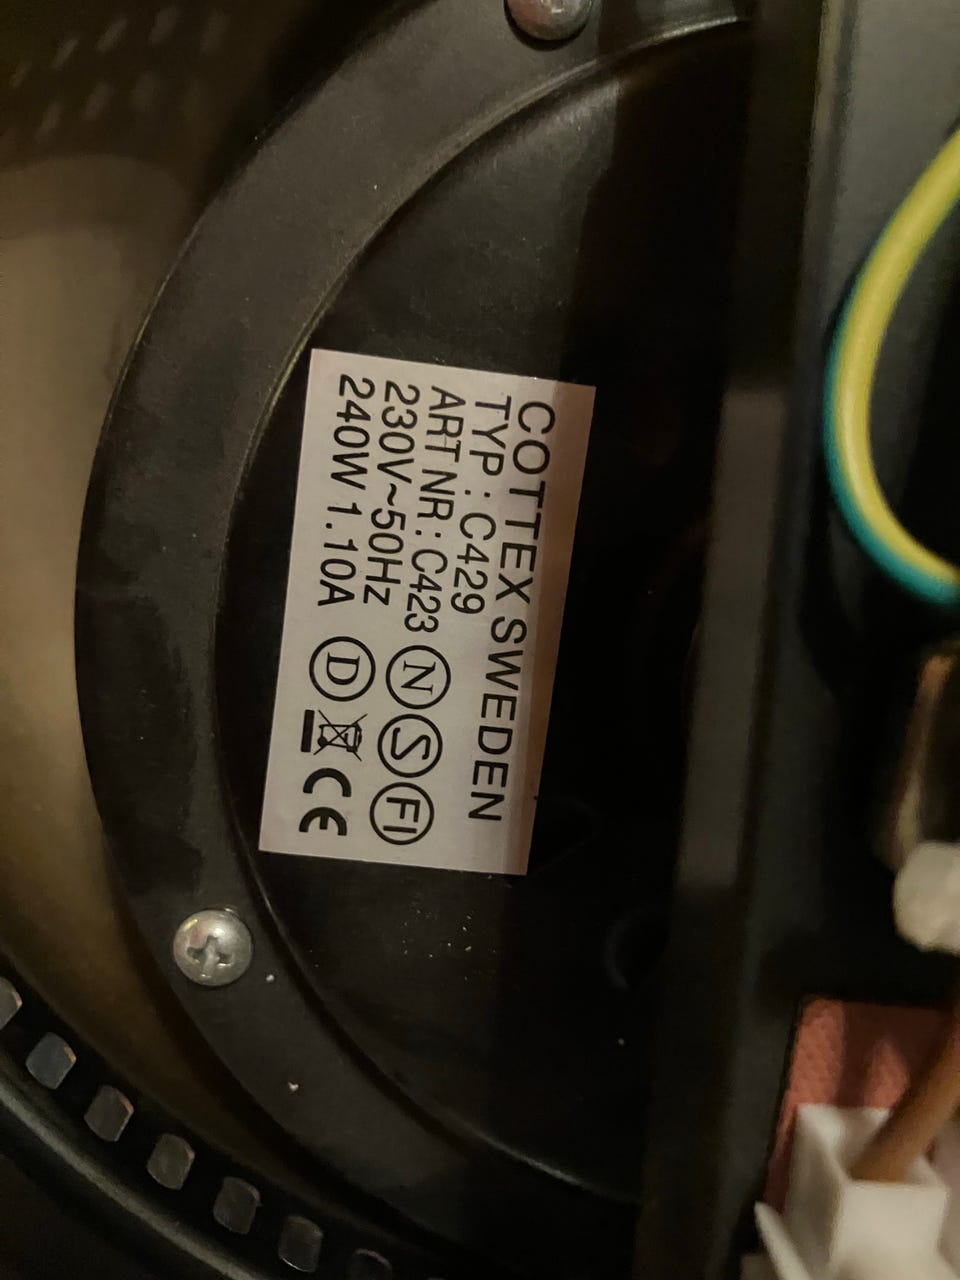 COTTEX SWEDEN
TYP : C429
ART NR : C423 N S FI
230V~50HZ
240W 1.10A D CE